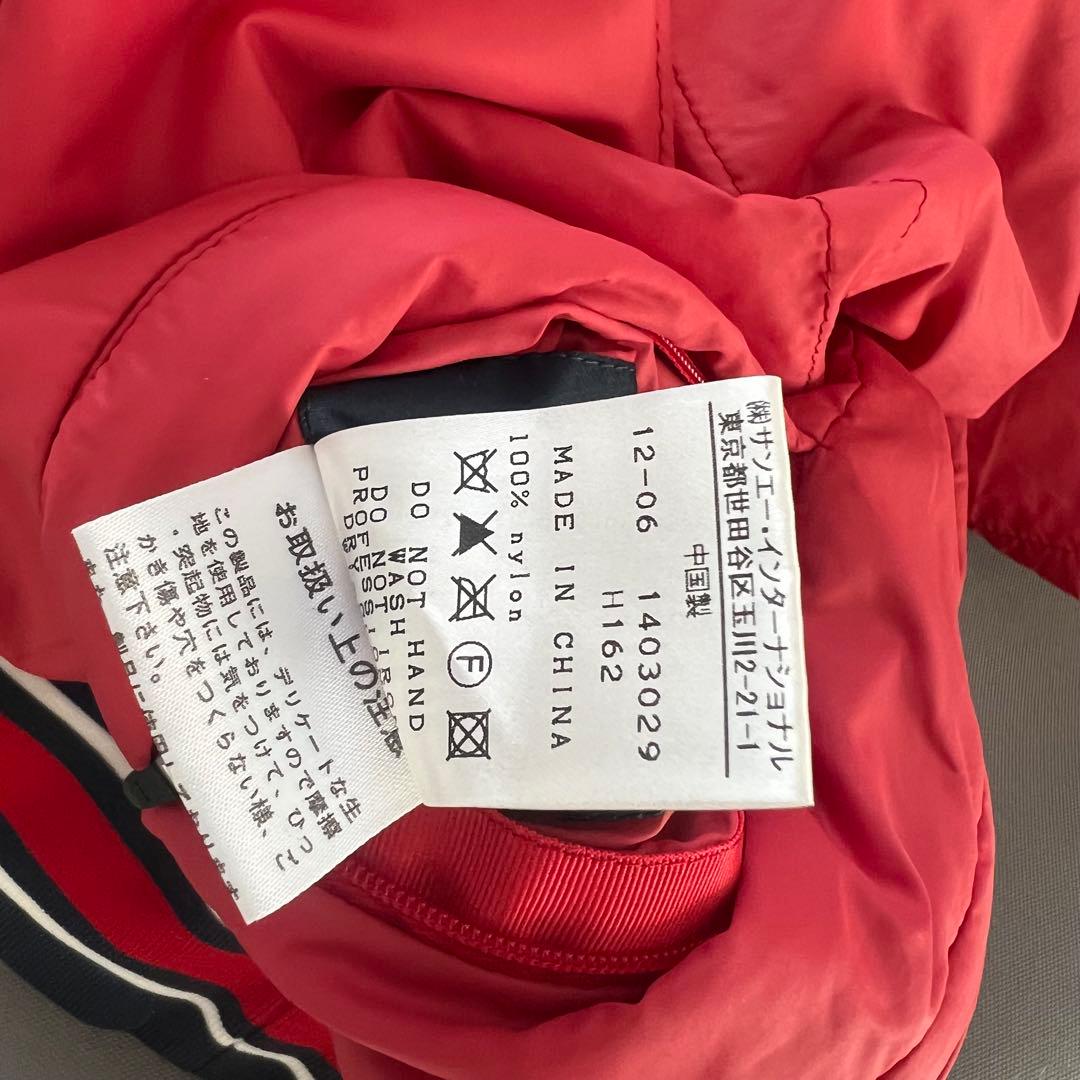 ㈱サンエー・インターナショナル
東京都世田谷区玉川2-21-1
中国製
12-06 1403029
H162
MADE IN CHINA
100% nylon
F
DO NOT HAND
WASH
DO NOT
PROFESS
DRY
お取扱い上の注意
この製品には、デリケートな生
地を使用しておりますので摩擦
・突起物には気をつけて、ひっこ
かき傷や穴をつくらない様、
注意下さい。